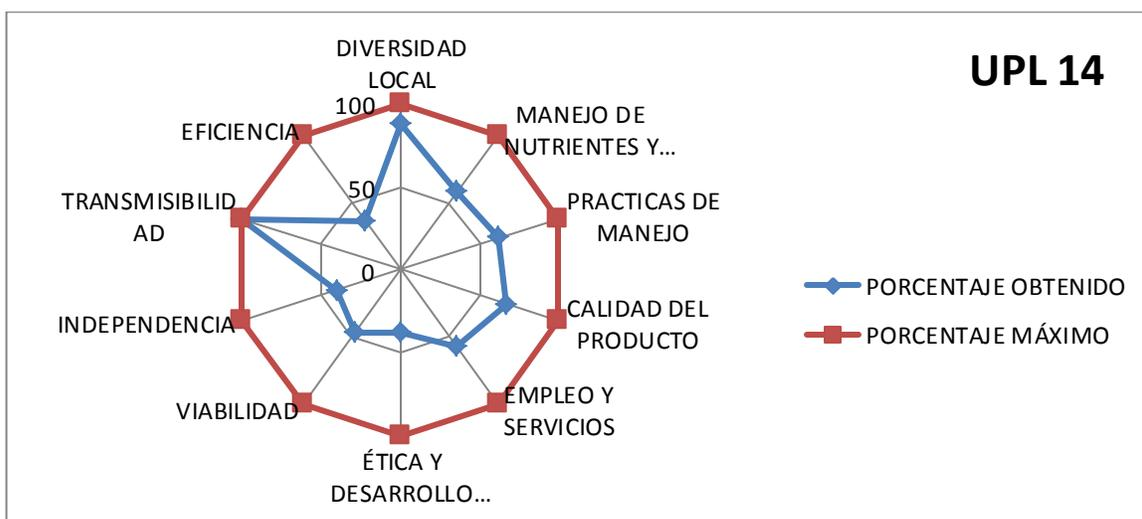 UPL 14
DIVERSIDAD
LOCAL
MANEJO DE
NUTRIENTES Y...
PRACTICAS DE
MANEJO
CALIDAD DEL
PRODUCTO
EMPLEO Y
SERVICIOS
ÉTICA Y
DESARROLLO...
VIABILIDAD
INDEPENDENCIA
TRANSMISIBILID
AD
EFICIENCIA
100
50
0
PORCENTAJE OBTENIDO
PORCENTAJE MÁXIMO